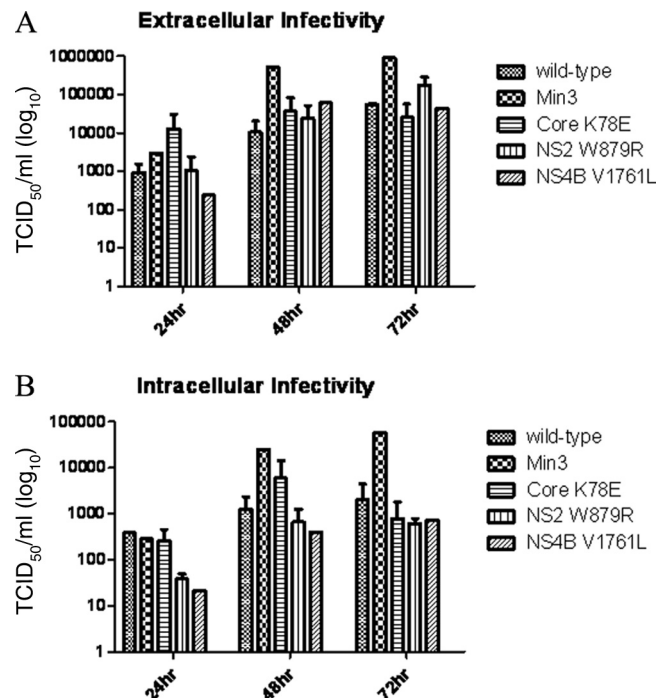 A
Extracellular Infectivity
TCID50/ml (log10)
1000000
100000
10000
1000
100
10
1
24hr
48hr
72hr
wild-type
Min3
Core K78E
NS2 W879R
NS4B V1761L
B
Intracellular Infectivity
TCID50/ml (log10)
100000
10000
1000
100
10
1
24hr
48hr
72hr
wild-type
Min3
Core K78E
NS2 W879R
NS4B V1761L